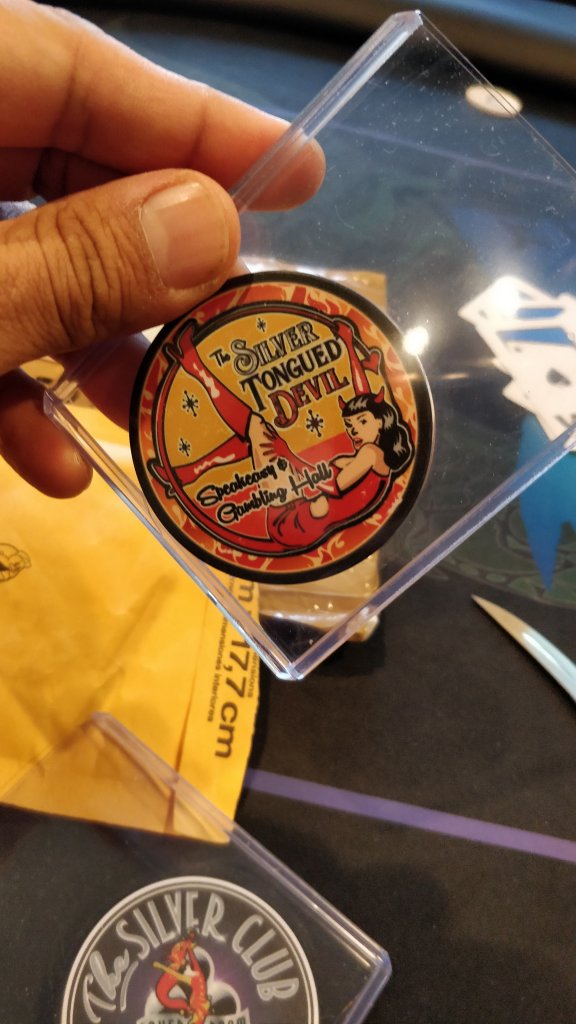 The SILVER
TONGUED
DEVIL
Speakeasy &
Gambling Hall
17,7 cm
The SILVER CLUB